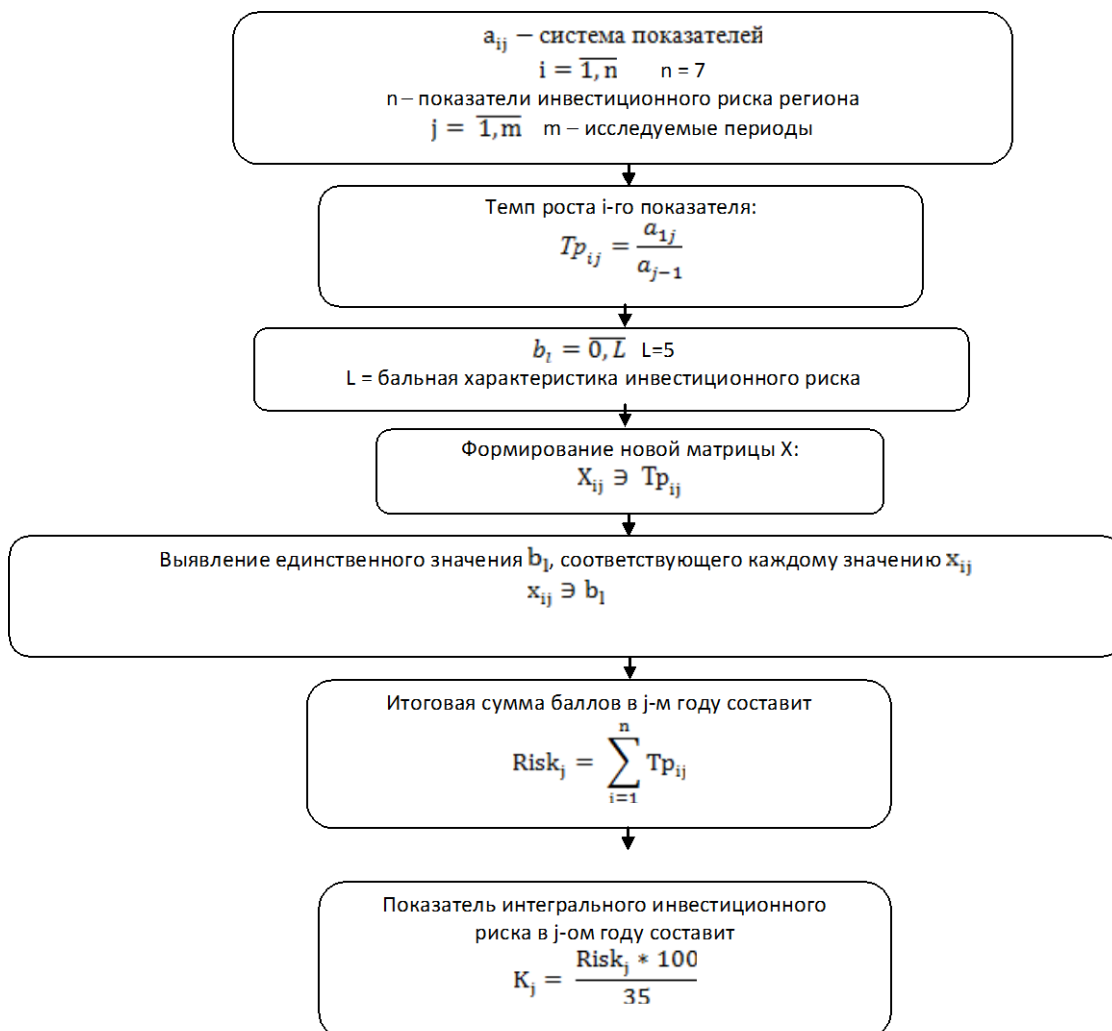 aᵢⱼ – система показателей
i = 1,n n = 7
n – показатели инвестиционного риска региона
j = 1,m m – исследуемые периоды
Темп роста i-го показателя:
Tpᵢⱼ = a₁ⱼ / aⱼ₋₁
bₗ = 0,L L=5
L = бальная характеристика инвестиционного риска
Формирование новой матрицы X:
Xᵢⱼ ∋ Tpᵢⱼ
Выявление единственного значения bₗ, соответствующего каждому значению xᵢⱼ
xᵢⱼ ∋ bₗ
Итоговая сумма баллов в j-м году составит
Riskⱼ = ∑ᵢ₌₁ⁿ Tpᵢⱼ
Показатель интегрального инвестиционного
риска в j-ом году составит
Kⱼ = Riskⱼ * 100 / 35